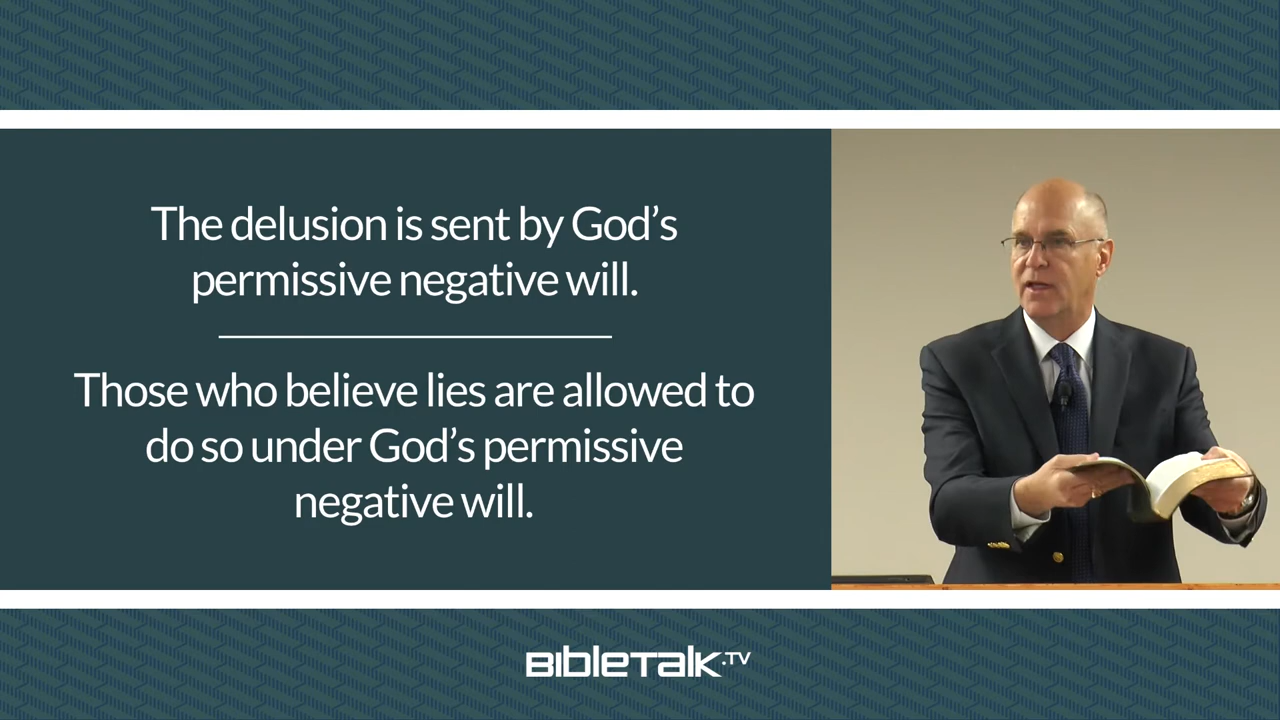 The delusion is sent by God’s
permissive negative will.
Those who believe lies are allowed to
do so under God’s permissive
negative will.
BIBLETALK.TV